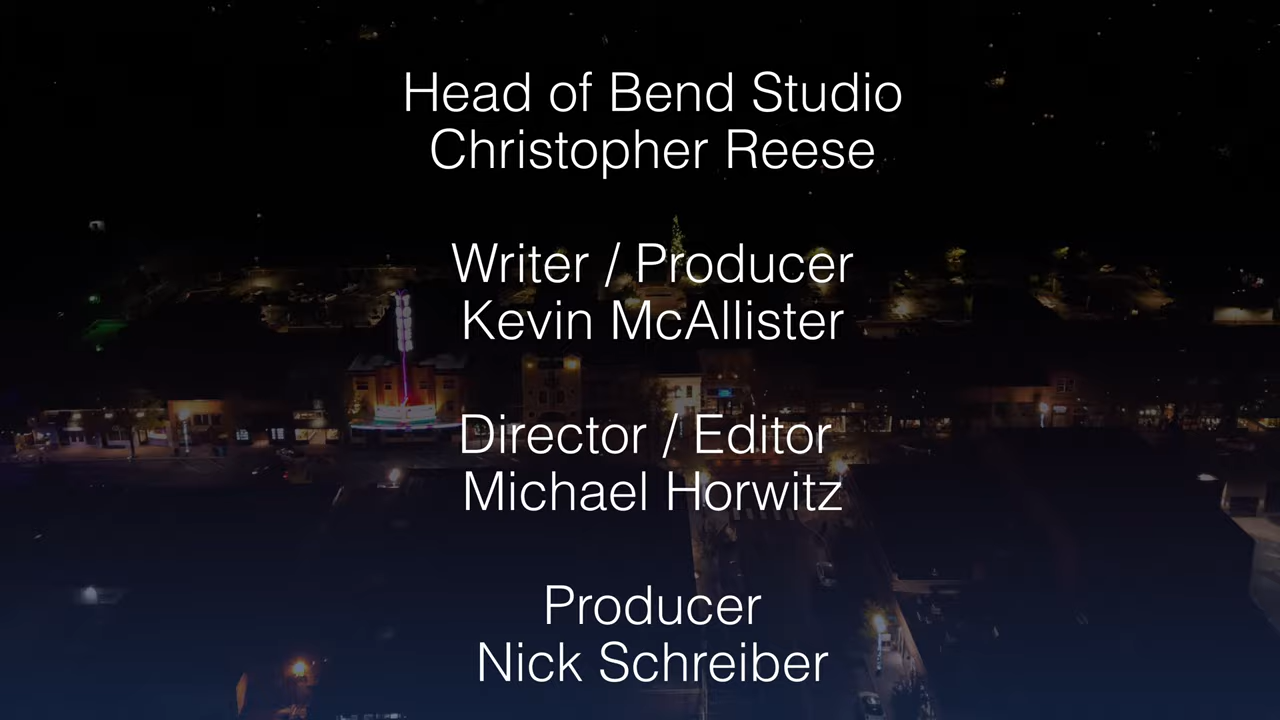 Head of Bend Studio
Christopher Reese
Writer / Producer
Kevin McAllister
Director / Editor
Michael Horwitz
Producer
Nick Schreiber